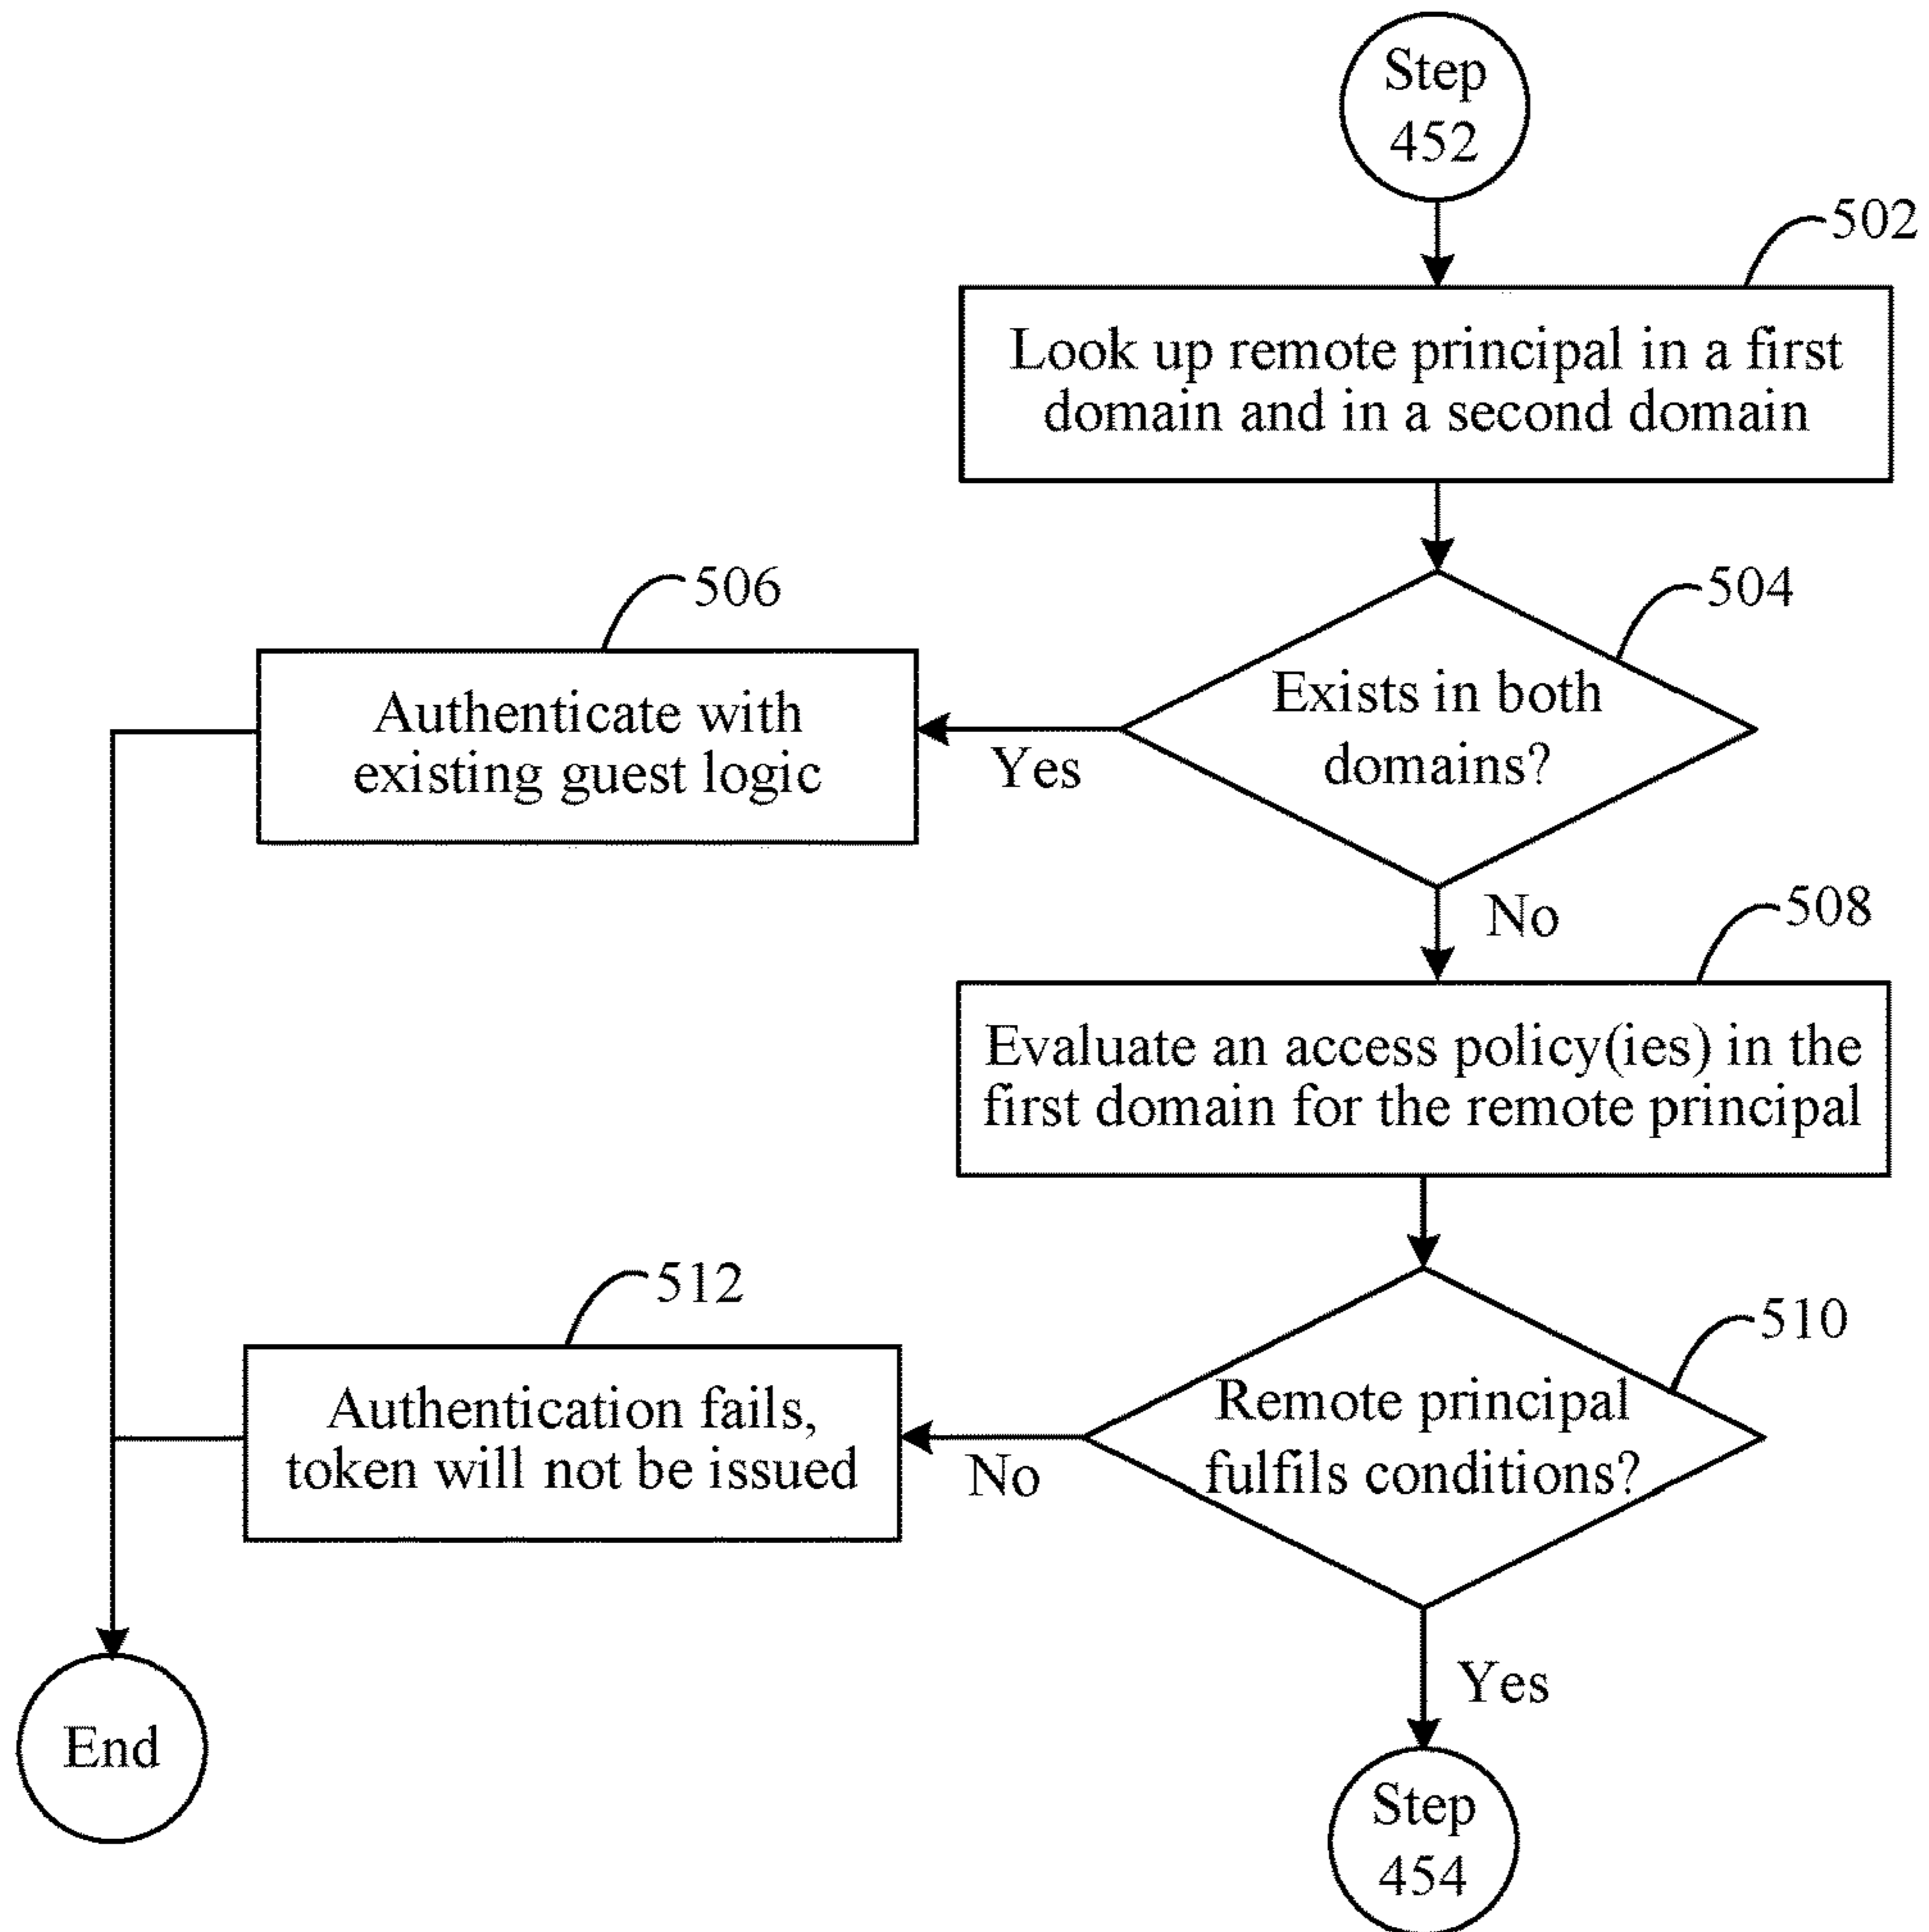 Step
452
502
Look up remote principal in a first
domain and in a second domain
506
504
Authenticate with
existing guest logic
Yes
Exists in both
domains?
No
508
Evaluate an access policy(ies) in the
first domain for the remote principal
512
510
Authentication fails,
token will not be issued
No
Remote principal
fulfils conditions?
Yes
End
Step
454